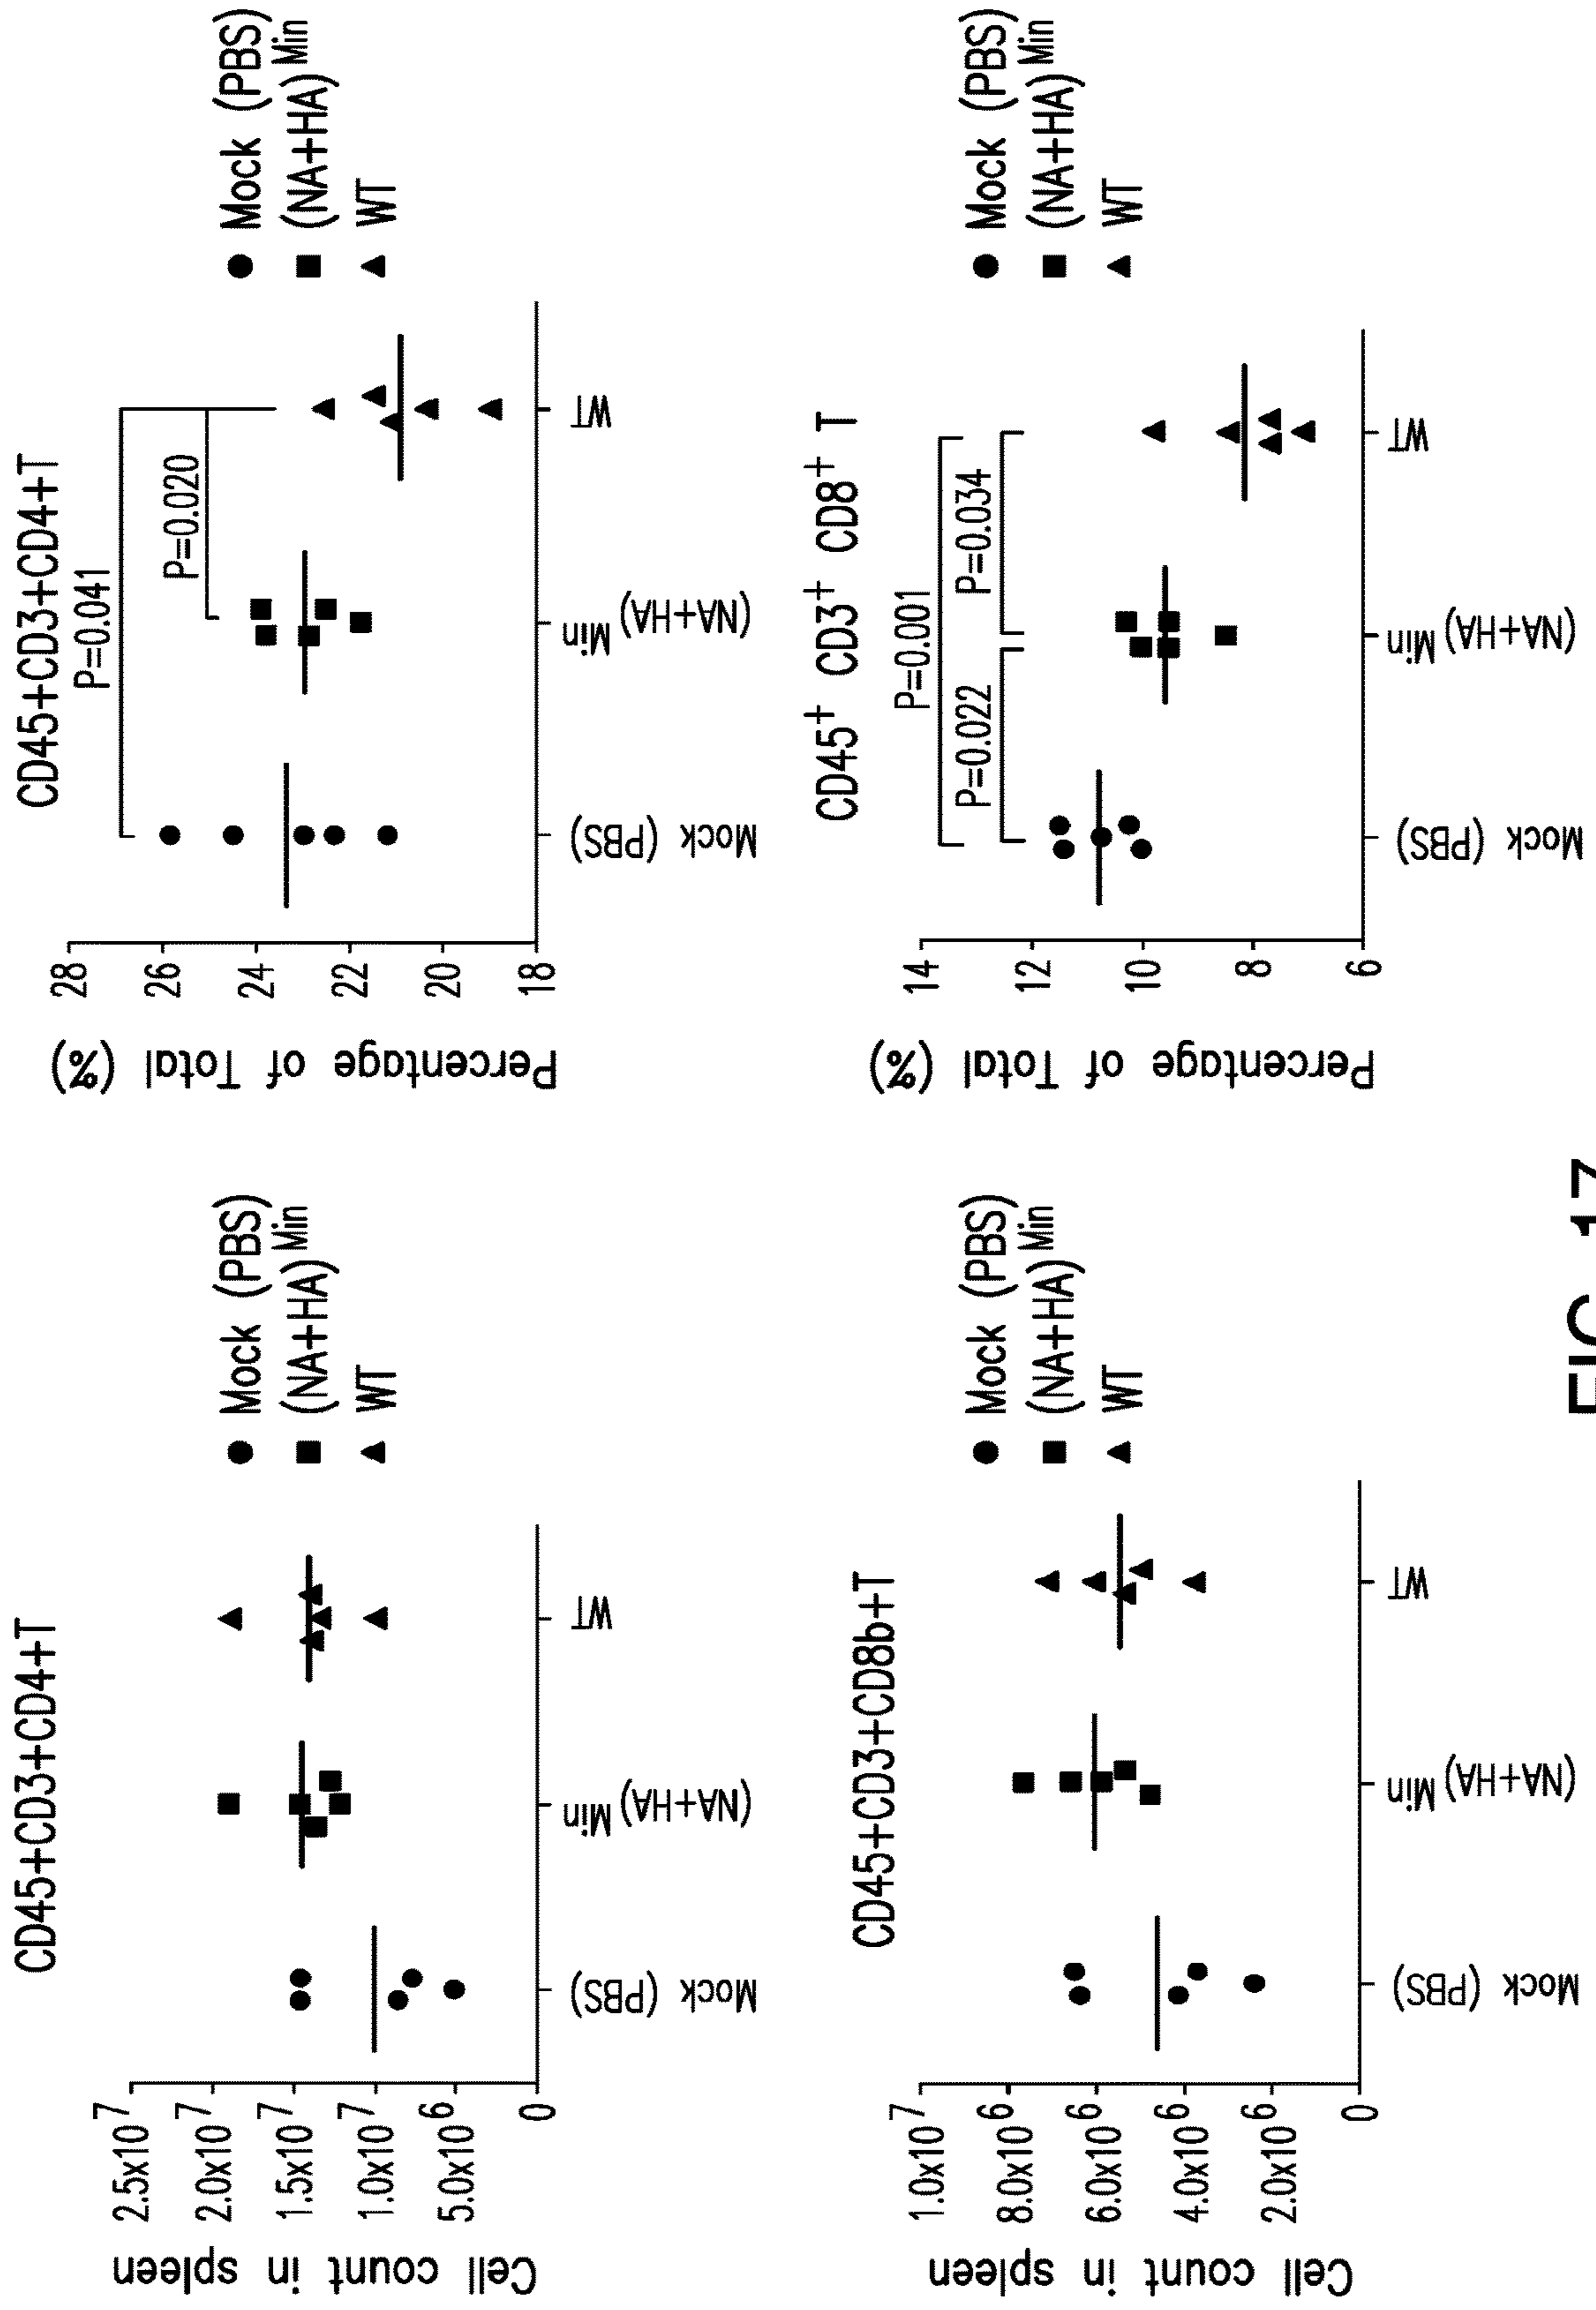 CD45+CD3+CD4+T
Cell count in spleen
2.5x10 7
2.0x10 7
1.5x10 7
1.0x10 7
5.0x10 6
0
Mock (PBS)
(NA+HA) Min
WT
Mock (PBS)
(NA+HA) Min
WT
CD45+CD3+CD4+T
P=0.041
P=0.020
Percentage of Total (%)
28
26
24
22
20
18
Mock (PBS)
(NA+HA) Min
WT
Mock (PBS)
(NA+HA) Min
WT
CD45+CD3+CD8b+T
Cell count in spleen
1.0x10 7
8.0x10 6
6.0x10 6
4.0x10 6
2.0x10 6
0
Mock (PBS)
(NA+HA) Min
WT
Mock (PBS)
(NA+HA) Min
WT
CD45+ CD3+ CD8+ T
P=0.001
P=0.022
P=0.034
Percentage of Total (%)
14
12
10
8
6
Mock (PBS)
(NA+HA) Min
WT
Mock (PBS)
(NA+HA) Min
WT
FIG. 17